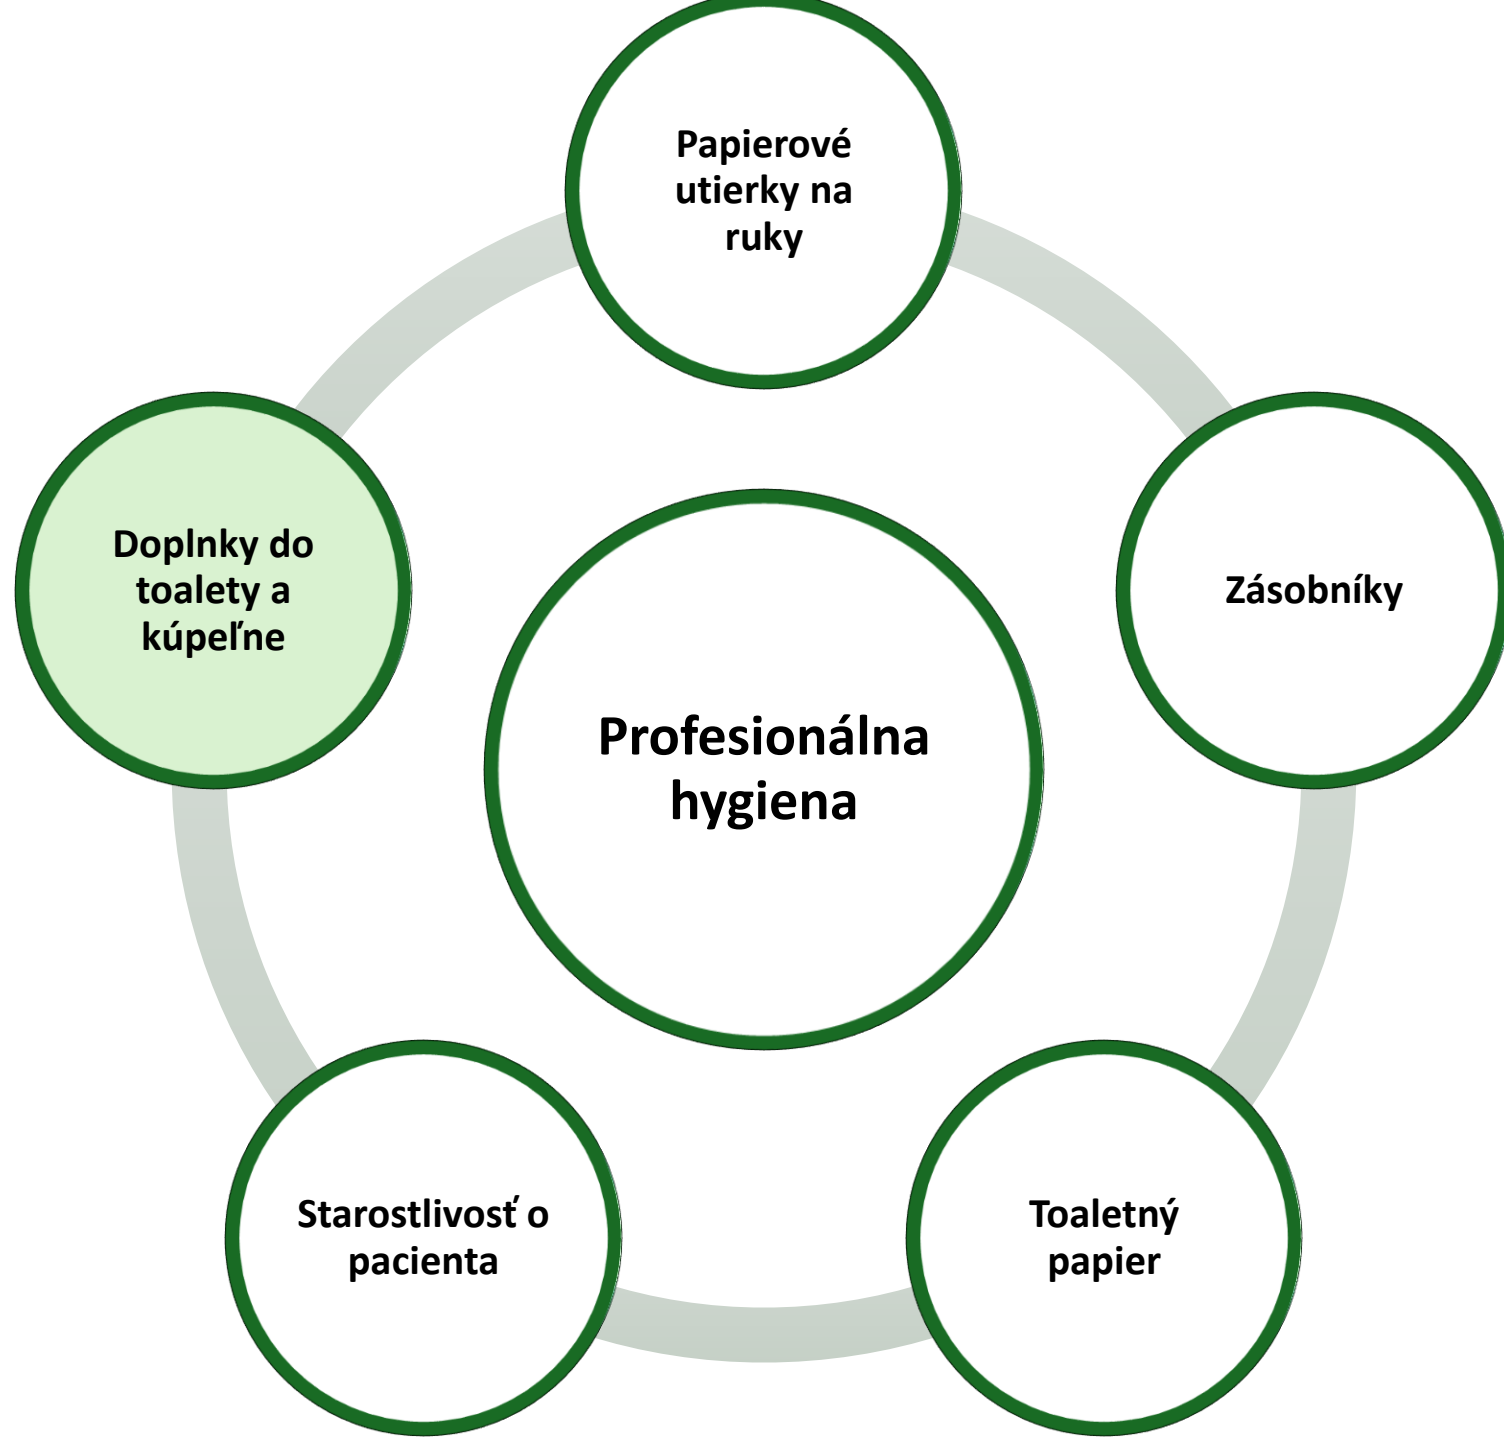 Papierové
utierky na
ruky
Doplnky do
toalety a
kúpeľne
Zásobníky
Profesionálna
hygiena
Starostlivosť o
pacienta
Toaletný
papier